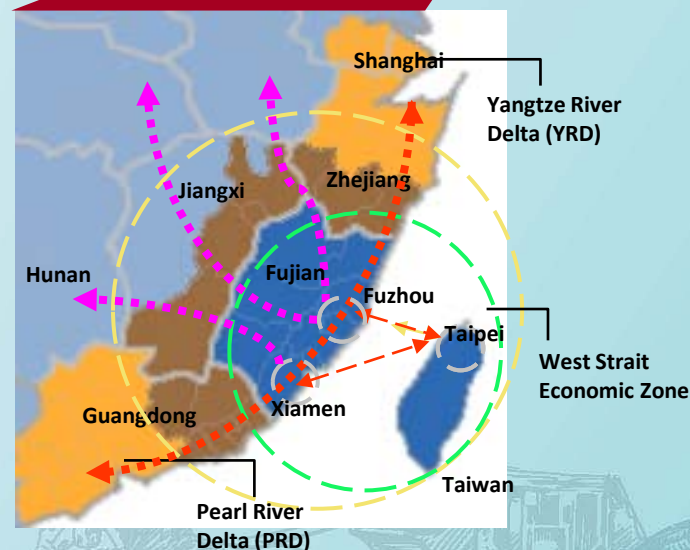 Shanghai
Yangtze River
Delta (YRD)
Zhejiang
Jiangxi
Hunan
Fujian
Fuzhou
Taipei
West Strait
Economic Zone
Guangdong
Xiamen
Taiwan
Pearl River
Delta (PRD)